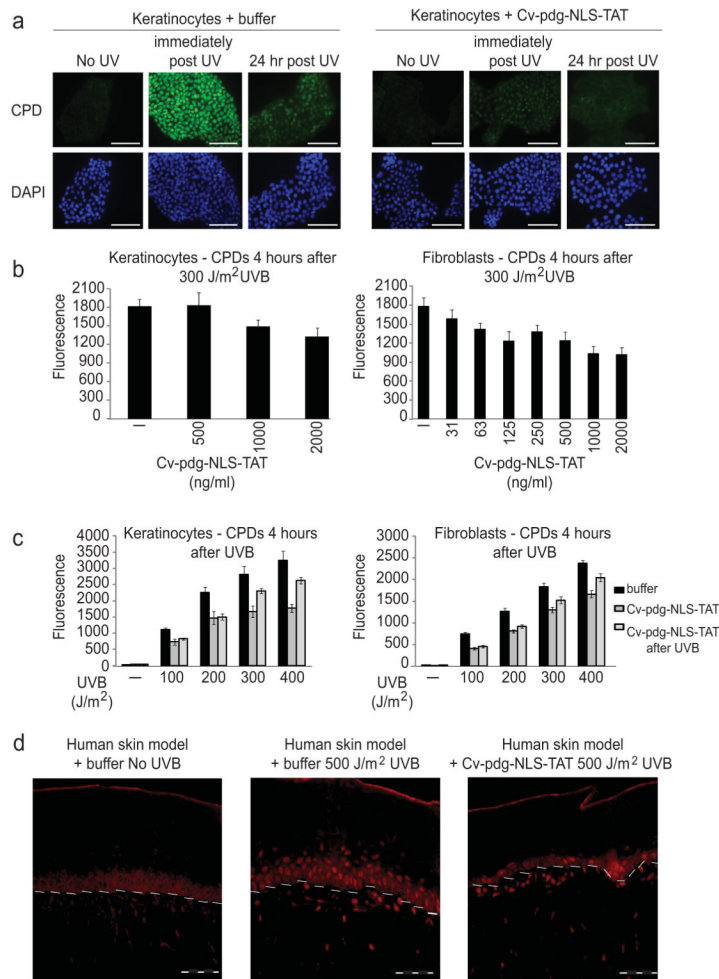 a
Keratinocytes + buffer
Keratinocytes + Cv-pdg-NLS-TAT
No UV
immediately
post UV
24 hr post UV
No UV
immediately
post UV
24 hr post UV
CPD
DAPI
b
Keratinocytes - CPDs 4 hours after
300 J/m² UVB
Fluorescence
1800
1500
1200
900
600
300
0
–
500
1000
2000
Cv-pdg-NLS-TAT
(ng/ml)
Fibroblasts - CPDs 4 hours after
300 J/m² UVB
Fluorescence
2100
1800
1500
1200
900
600
300
0
–
31
63
125
250
500
1000
2000
Cv-pdg-NLS-TAT
(ng/ml)
c
Keratinocytes - CPDs 4 hours
after UVB
Fluorescence
4000
3500
3000
2500
2000
1500
1000
500
0
UVB
(J/m²)
– 100 200 300 400
Fibroblasts - CPDs 4 hours
after UVB
Fluorescence
3000
2500
2000
1500
1000
500
0
UVB
(J/m²)
– 100 200 300 400
buffer
Cv-pdg-NLS-TAT
Cv-pdg-NLS-TAT
after UVB
d
Human skin model
+ buffer No UVB
Human skin model
+ buffer 500 J/m² UVB
Human skin model
+ Cv-pdg-NLS-TAT 500 J/m² UVB